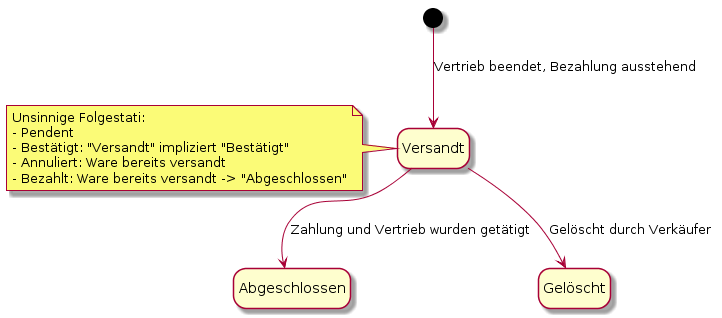 Vertrieb beendet, Bezahlung ausstehend
Unsinnige Folgestati:
- Pendent
- Bestätigt: "Versandt" impliziert "Bestätigt"
- Annuliert: Ware bereits versandt
- Bezahlt: Ware bereits versandt -> "Abgeschlossen"
Versandt
Zahlung und Vertrieb wurden getätigt
Gelöscht durch Verkäufer
Abgeschlossen
Gelöscht